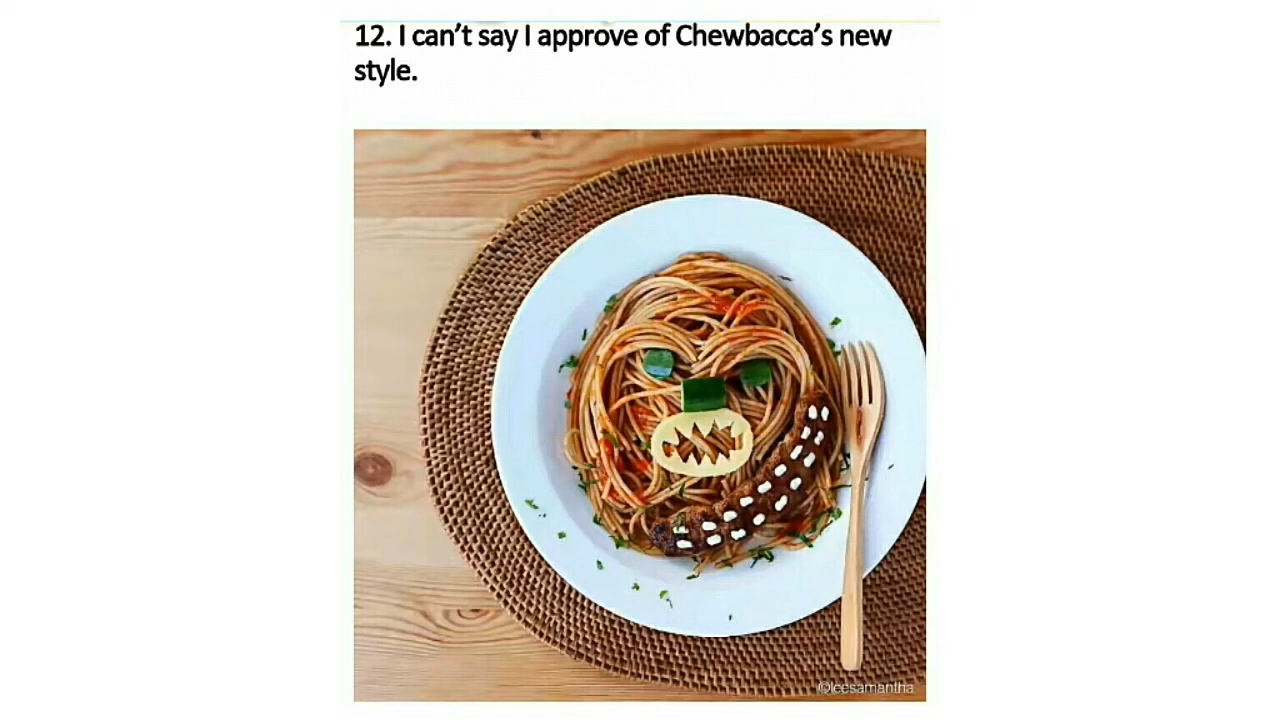 12. I can’t say I approve of Chewbacca’s new
style.
@leesamantha